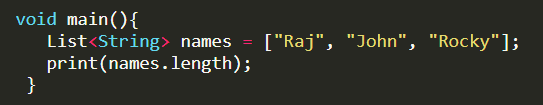 void main(){
   List<String> names = ["Raj", "John", "Rocky"];
   print(names.length);
 }